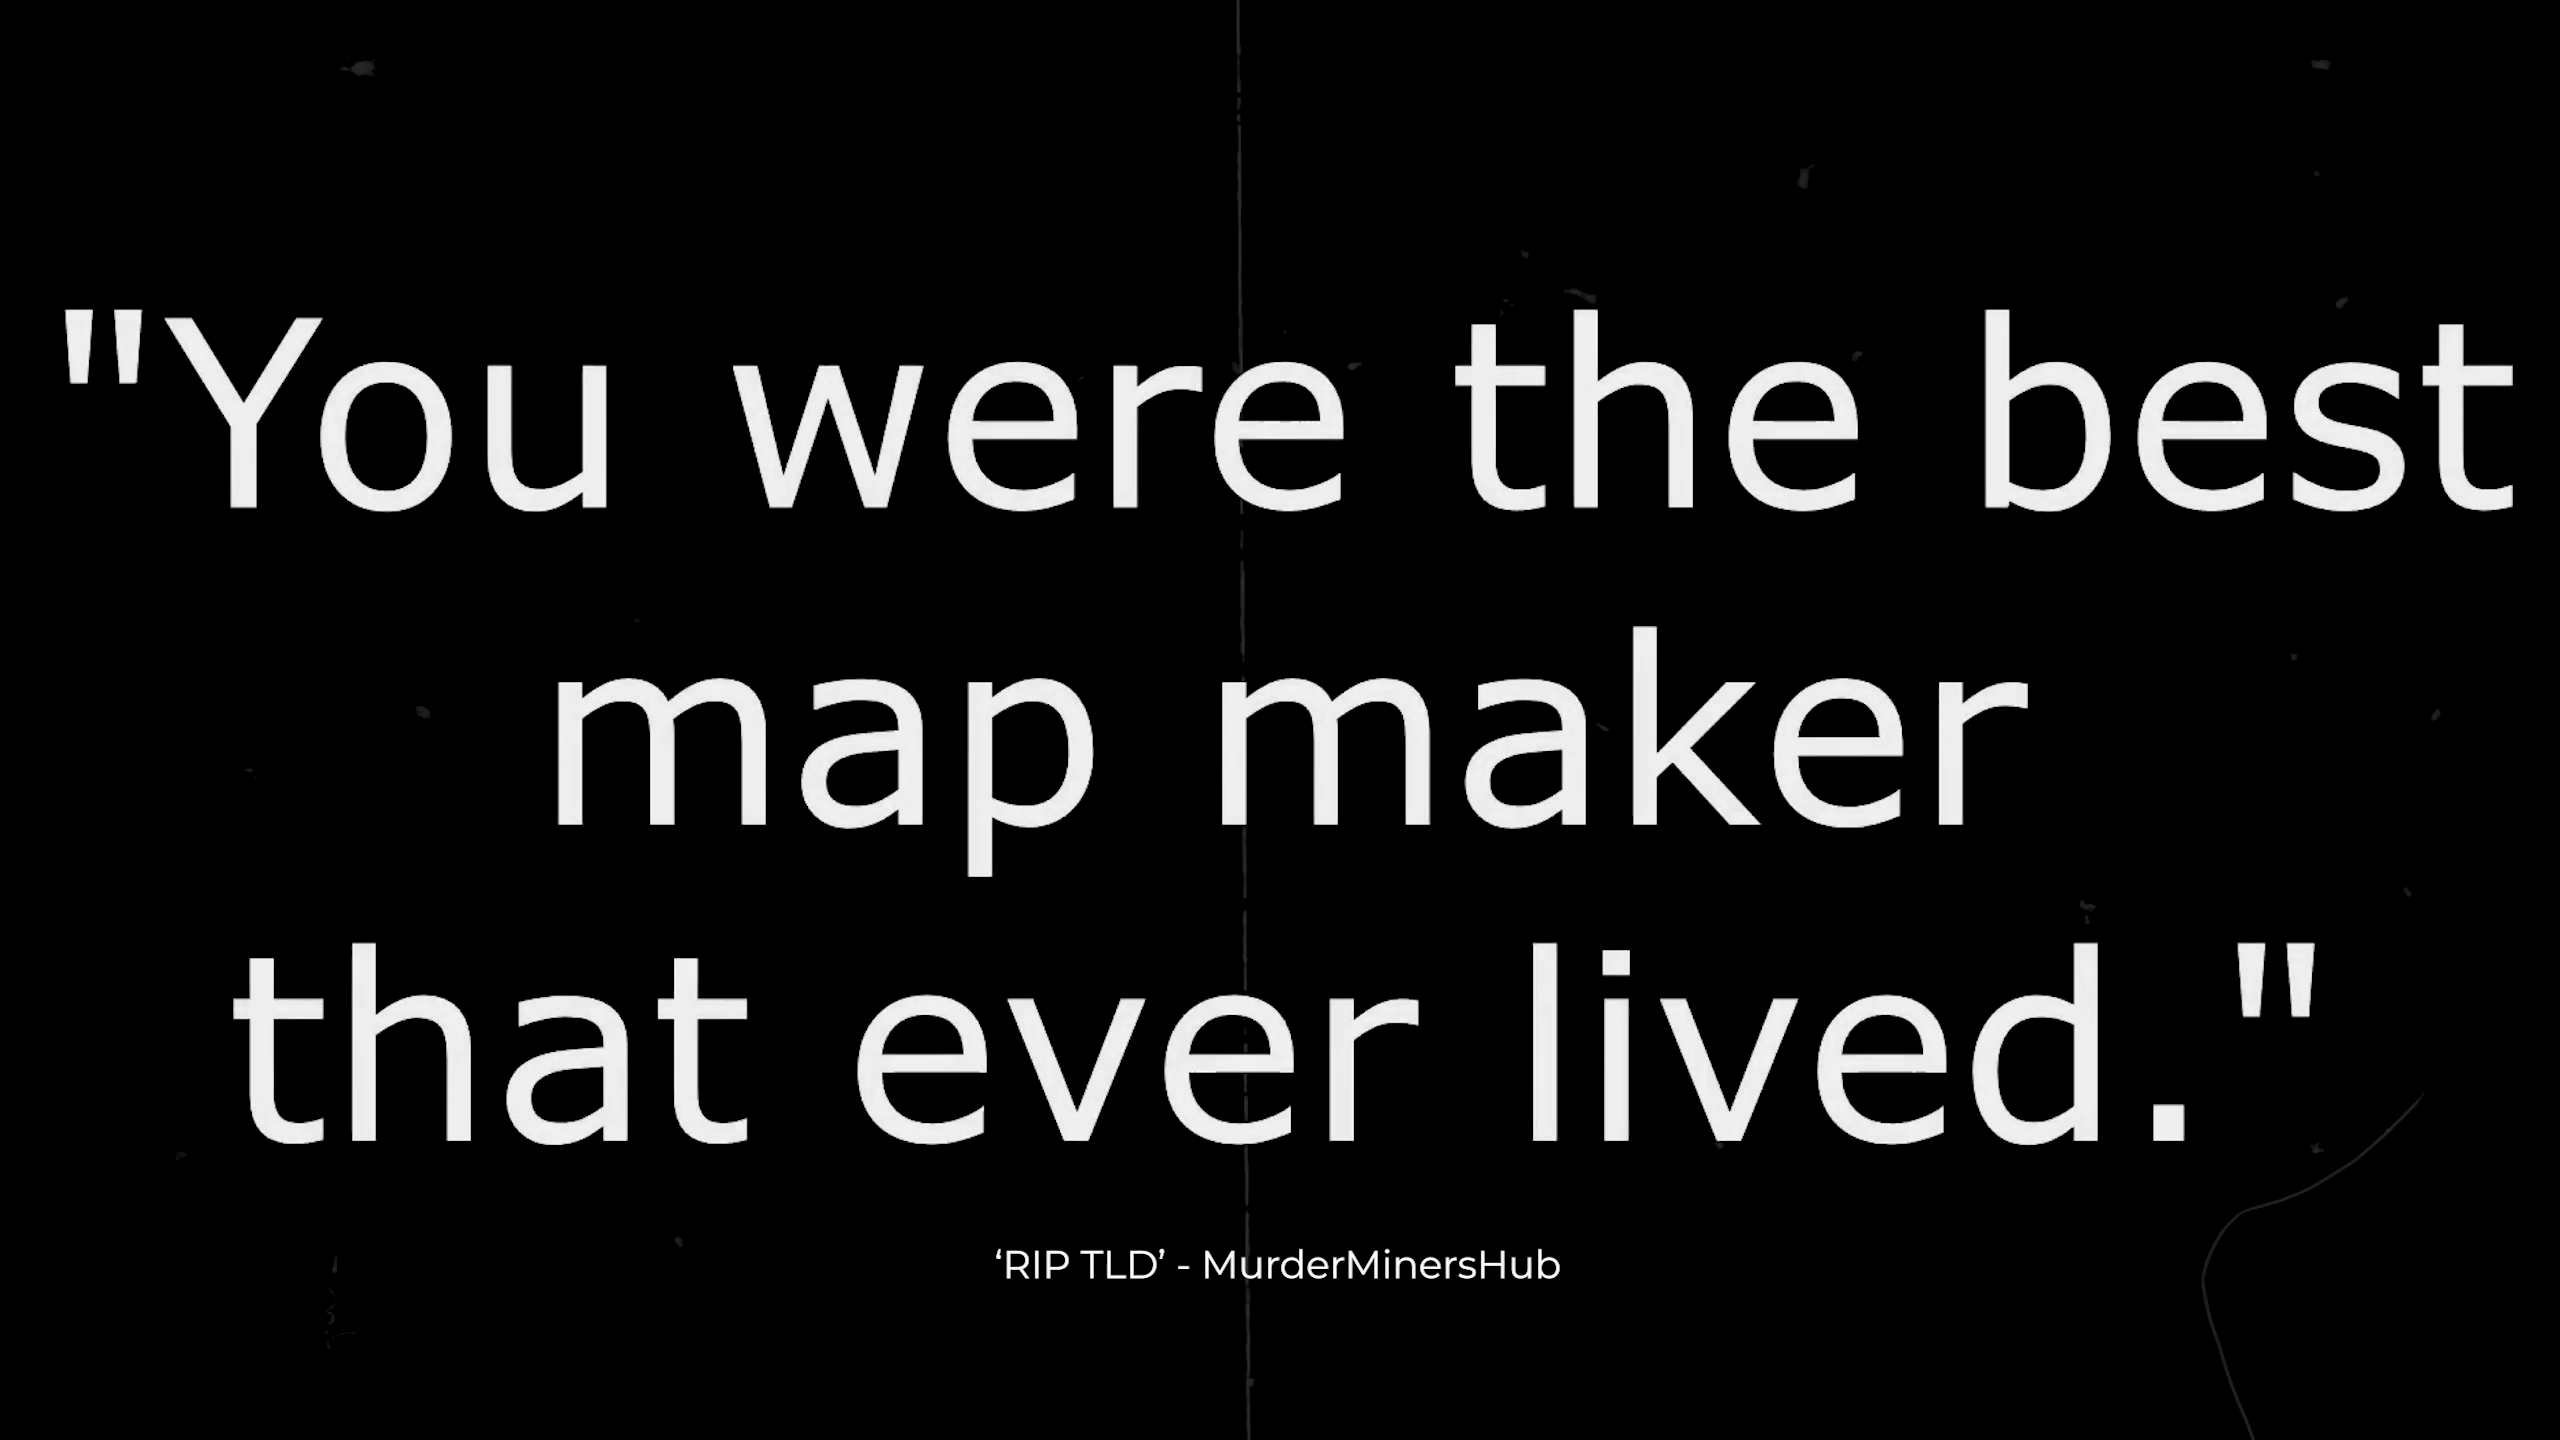 "You were the best
map maker
that ever lived."
‘RIP TLD’ - MurderMinersHub